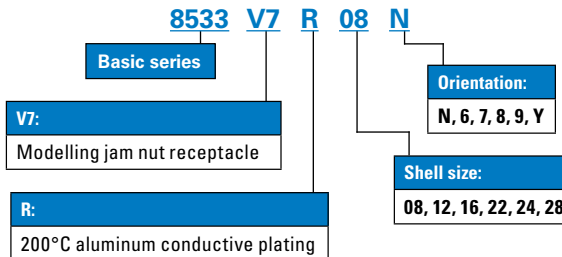 8533 V7 R 08 N
Basic series
Orientation:
N, 6, 7, 8, 9, Y
V7:
Modelling jam nut receptacle
Shell size:
08, 12, 16, 22, 24, 28
R:
200°C aluminum conductive plating